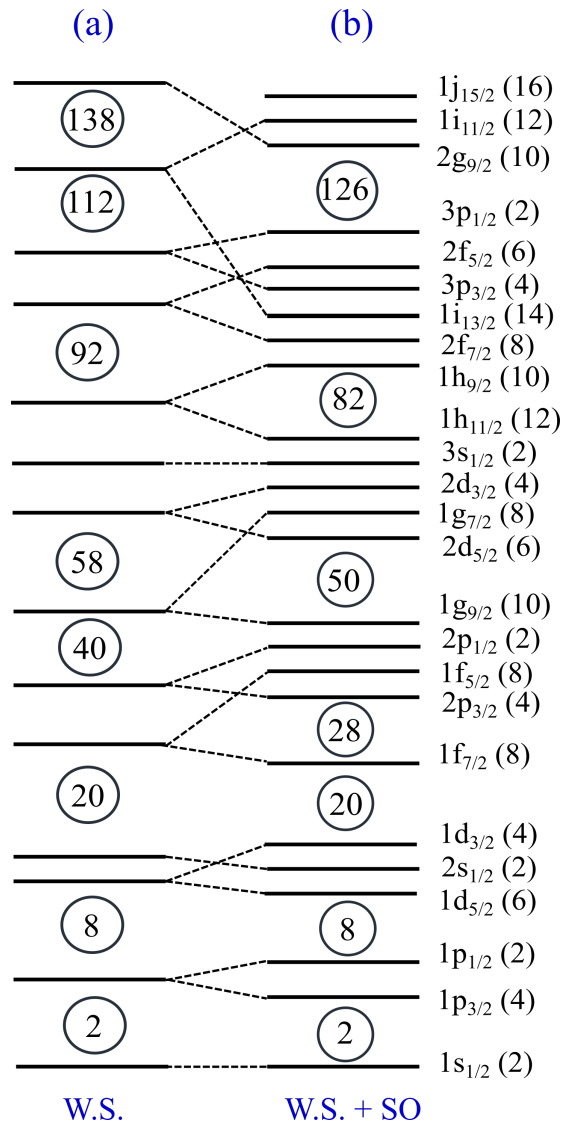 (a) (b)
1j15/2 (16)
1i11/2 (12)
138
2g9/2 (10)
126
112
3p1/2 (2)
2f5/2 (6)
3p3/2 (4)
1i13/2 (14)
2f7/2 (8)
92
1h9/2 (10)
82
1h11/2 (12)
3s1/2 (2)
2d3/2 (4)
1g7/2 (8)
2d5/2 (6)
58
50
1g9/2 (10)
40
2p1/2 (2)
1f5/2 (8)
2p3/2 (4)
28
1f7/2 (8)
20 20
1d3/2 (4)
2s1/2 (2)
1d5/2 (6)
8 8
1p1/2 (2)
1p3/2 (4)
2 2
1s1/2 (2)
W.S. W.S. + SO